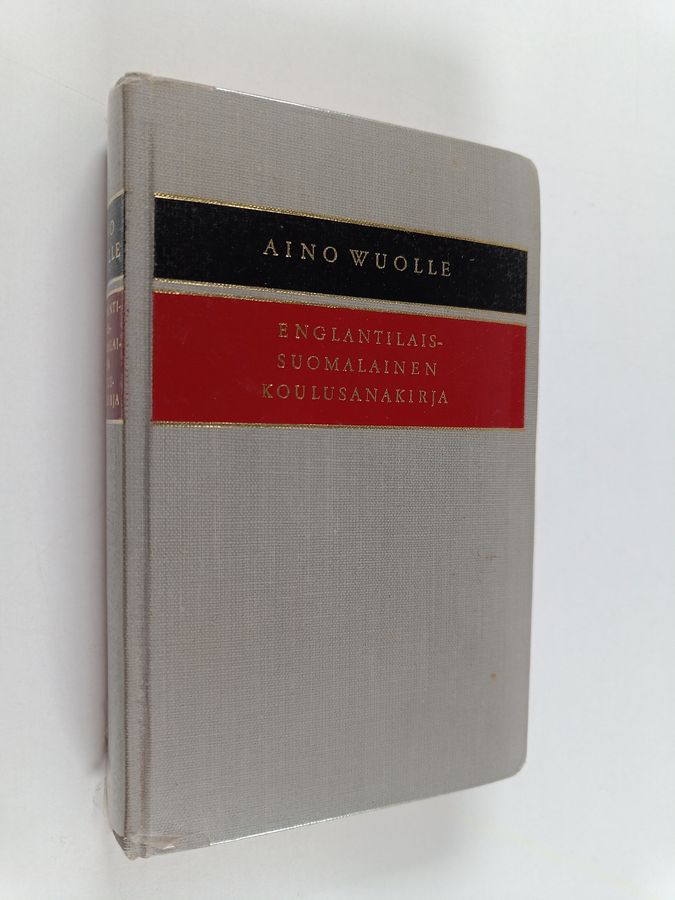 AINO WUOLLE
ENGLANTILAIS-
SUOMALAINEN
KOULUSANAKIRJA